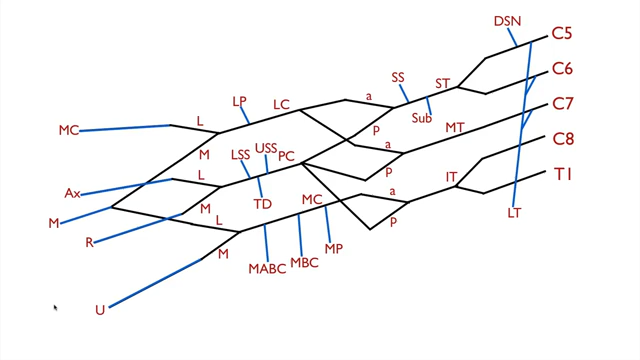 DSN
C5
C6
C7
C8
T1
LT
SS
ST
Sub
MT
IT
a
P
a
P
a
P
LP
LC
L
MC
M
LSS
USS
PC
TD
Ax
L
M
M
R
L
M
MC
MABC
MBC
MP
U